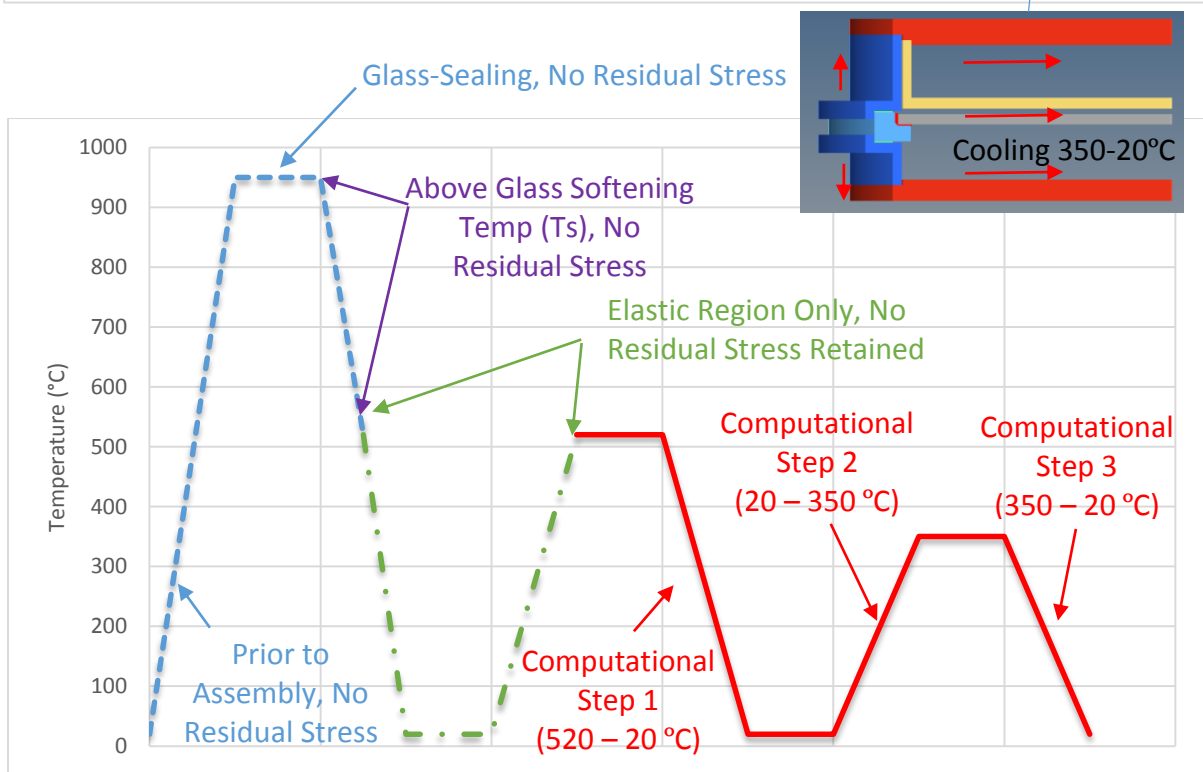 Glass-Sealing, No Residual Stress
Cooling 350-20°C
1000
900
800
700
600
500
400
300
200
100
0
Temperature (°C)
Above Glass Softening
Temp (Ts), No
Residual Stress
Elastic Region Only, No
Residual Stress Retained
Computational
Step 2
(20 – 350 ºC)
Computational
Step 3
(350 – 20 ºC)
Prior to
Assembly, No
Residual Stress
Computational
Step 1
(520 – 20 ºC)